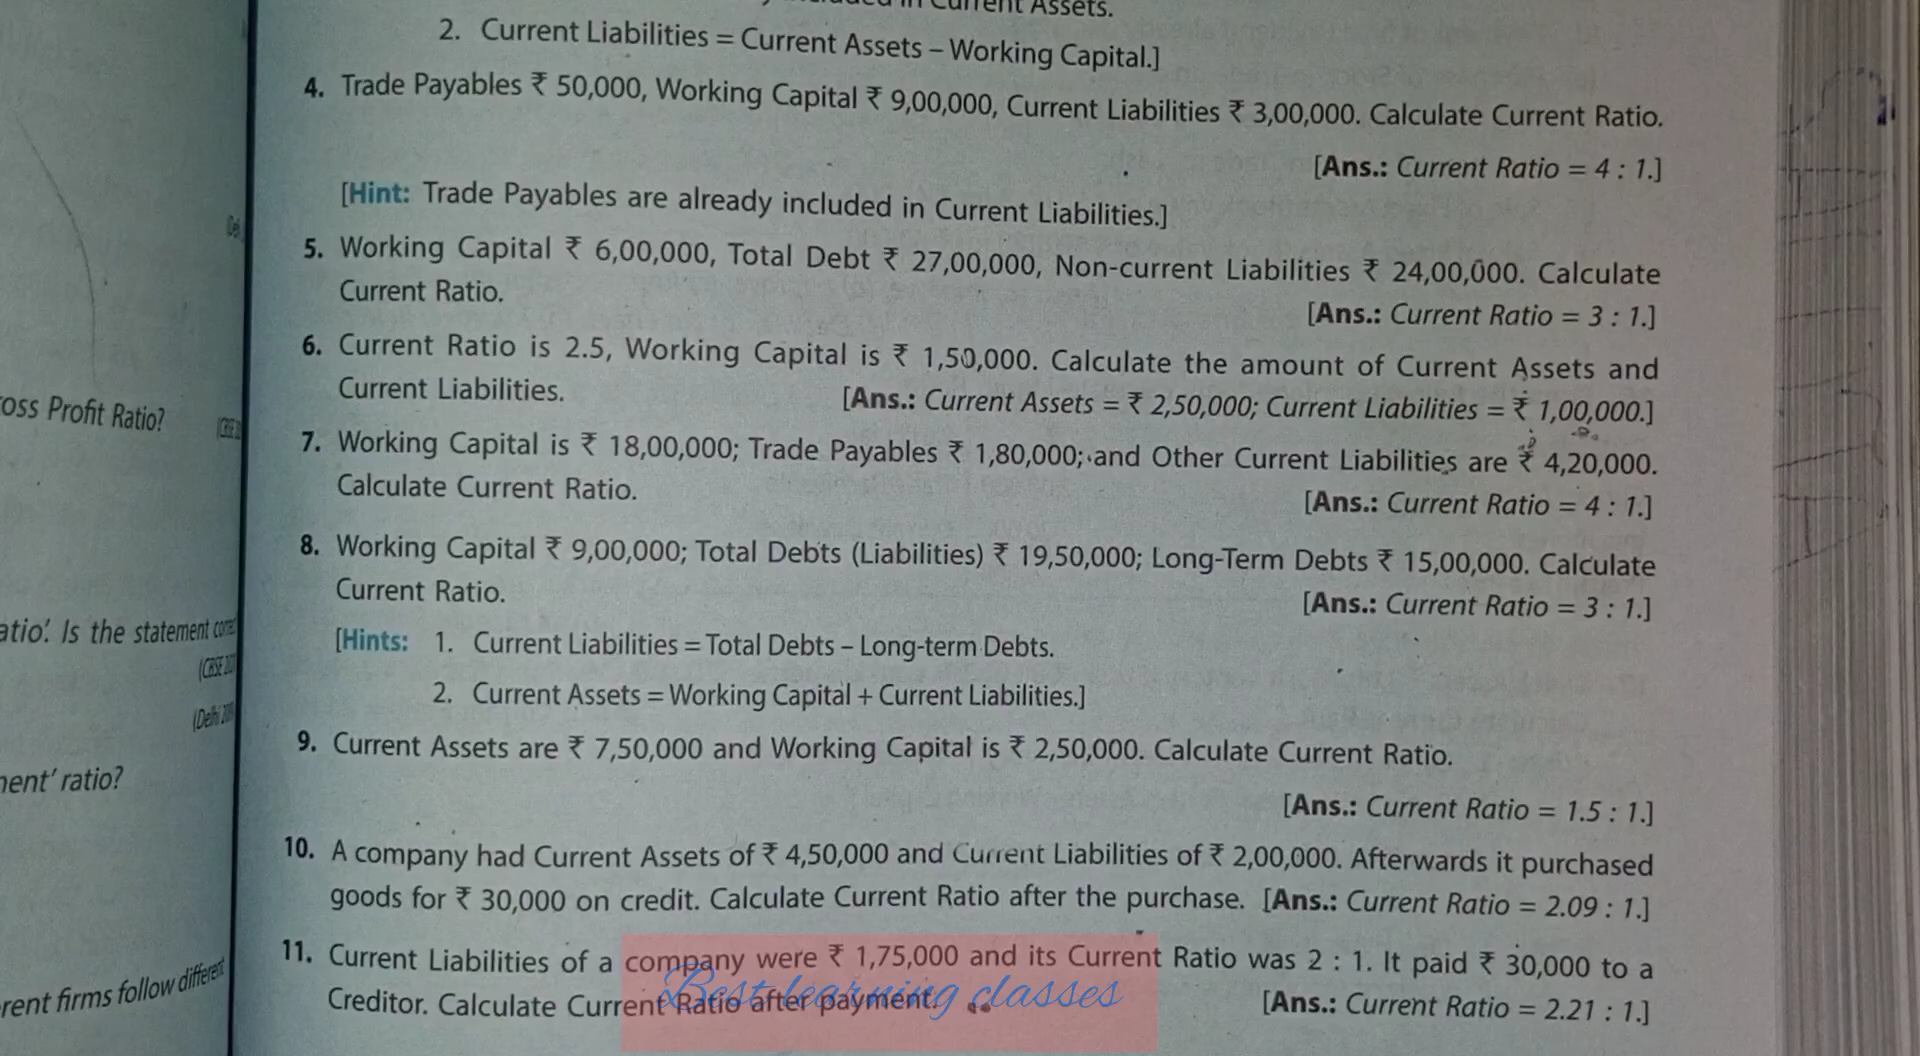 in Current Assets.
2. Current Liabilities = Current Assets – Working Capital.]
4. Trade Payables ₹ 50,000, Working Capital ₹ 9,00,000, Current Liabilities ₹ 3,00,000. Calculate Current Ratio.
[Ans.: Current Ratio = 4 : 1.]
[Hint: Trade Payables are already included in Current Liabilities.]
5. Working Capital ₹ 6,00,000, Total Debt ₹ 27,00,000, Non-current Liabilities ₹ 24,00,000. Calculate
Current Ratio.
[Ans.: Current Ratio = 3 : 1.]
6. Current Ratio is 2.5, Working Capital is ₹ 1,50,000. Calculate the amount of Current Assets and
Current Liabilities. [Ans.: Current Assets = ₹ 2,50,000; Current Liabilities = ₹ 1,00,000.]
7. Working Capital is ₹ 18,00,000; Trade Payables ₹ 1,80,000; and Other Current Liabilities are ₹ 4,20,000.
Calculate Current Ratio. [Ans.: Current Ratio = 4 : 1.]
8. Working Capital ₹ 9,00,000; Total Debts (Liabilities) ₹ 19,50,000; Long-Term Debts ₹ 15,00,000. Calculate
Current Ratio. [Ans.: Current Ratio = 3 : 1.]
[Hints: 1. Current Liabilities = Total Debts – Long-term Debts.
2. Current Assets = Working Capital + Current Liabilities.]
9. Current Assets are ₹ 7,50,000 and Working Capital is ₹ 2,50,000. Calculate Current Ratio.
[Ans.: Current Ratio = 1.5 : 1.]
10. A company had Current Assets of ₹ 4,50,000 and Current Liabilities of ₹ 2,00,000. Afterwards it purchased
goods for ₹ 30,000 on credit. Calculate Current Ratio after the purchase. [Ans.: Current Ratio = 2.09 : 1.]
11. Current Liabilities of a company were ₹ 1,75,000 and its Current Ratio was 2 : 1. It paid ₹ 30,000 to a
Creditor. Calculate Current Ratio after payment. [Ans.: Current Ratio = 2.21 : 1.]
Best learning classes
oss Profit Ratio?
atio'. Is the statement
(Delhi
ent' ratio?
rent firms follow different